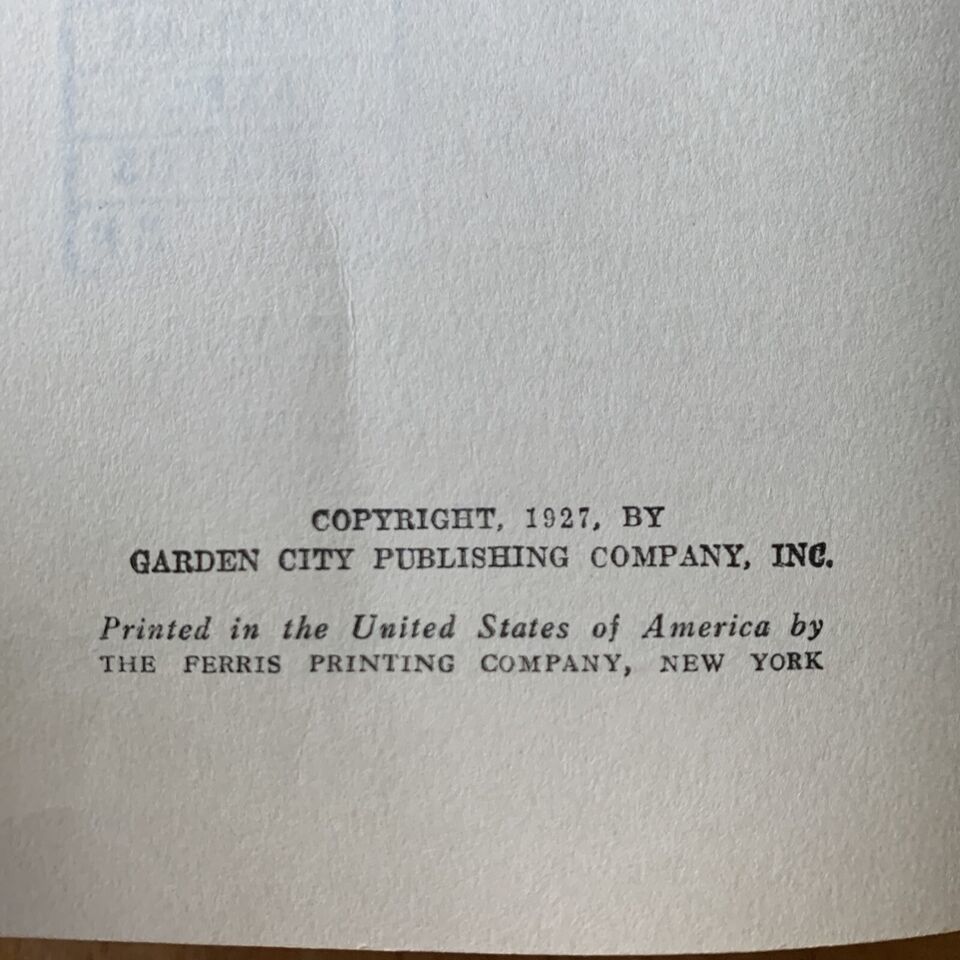 COPYRIGHT, 1927, BY
GARDEN CITY PUBLISHING COMPANY, INC.
Printed in the United States of America by
THE FERRIS PRINTING COMPANY, NEW YORK